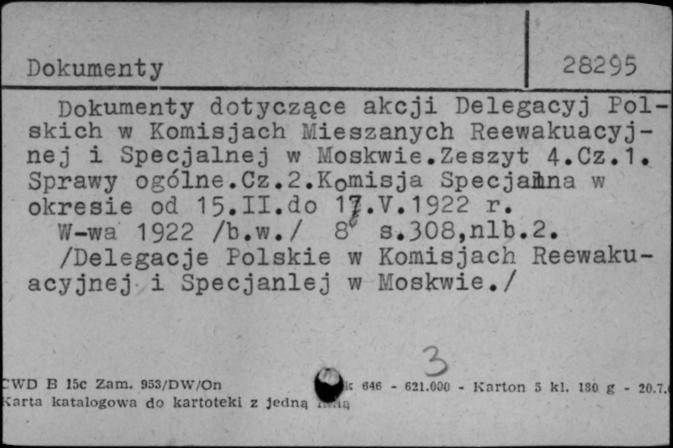 Dokumenty 28295
Dokumenty dotyczące akcji Delegacyj Pol-
skich w Komisjach Mieszanych Reewakuacyj-
nej i Specjalnej w Moskwie.Zeszyt 4.Cz.1.
Sprawy ogólne.Cz.2.Komisja Specjanna w
okresie od 15.II.do 17.V.1922 r.
W-wa 1922 /b.w./ 8° s.308,nlb.2.
/Delegacje Polskie w Komisjach Reewaku-
acyjnej i Specjanlej w Moskwie./
3
CWD B 15c Zam. 953/DW/On 646 - 621.000 - Karton 5 kl. 180 g - 20.7.
Karta katalogowa do kartoteki z jedną